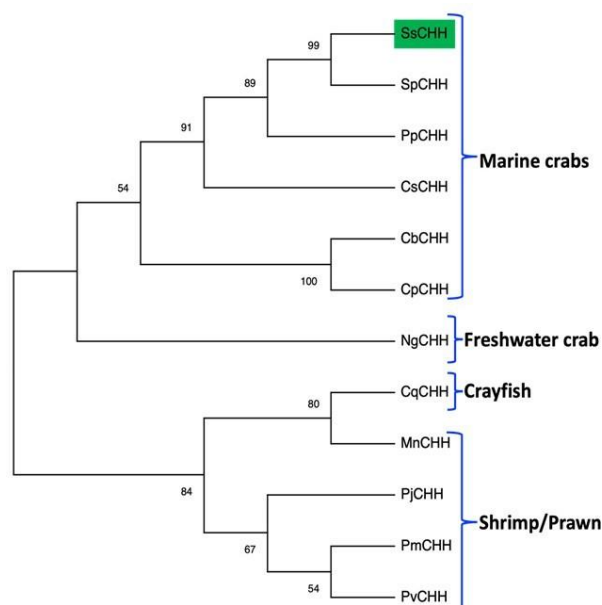 SsCHH
99
SpCHH
89
PpCHH
91
Marine crabs
CsCHH
54
CbCHH
100
CpCHH
NgCHH
Freshwater crab
CqCHH
Crayfish
80
MnCHH
84
PjCHH
Shrimp/Prawn
67
PmCHH
54
PvCHH